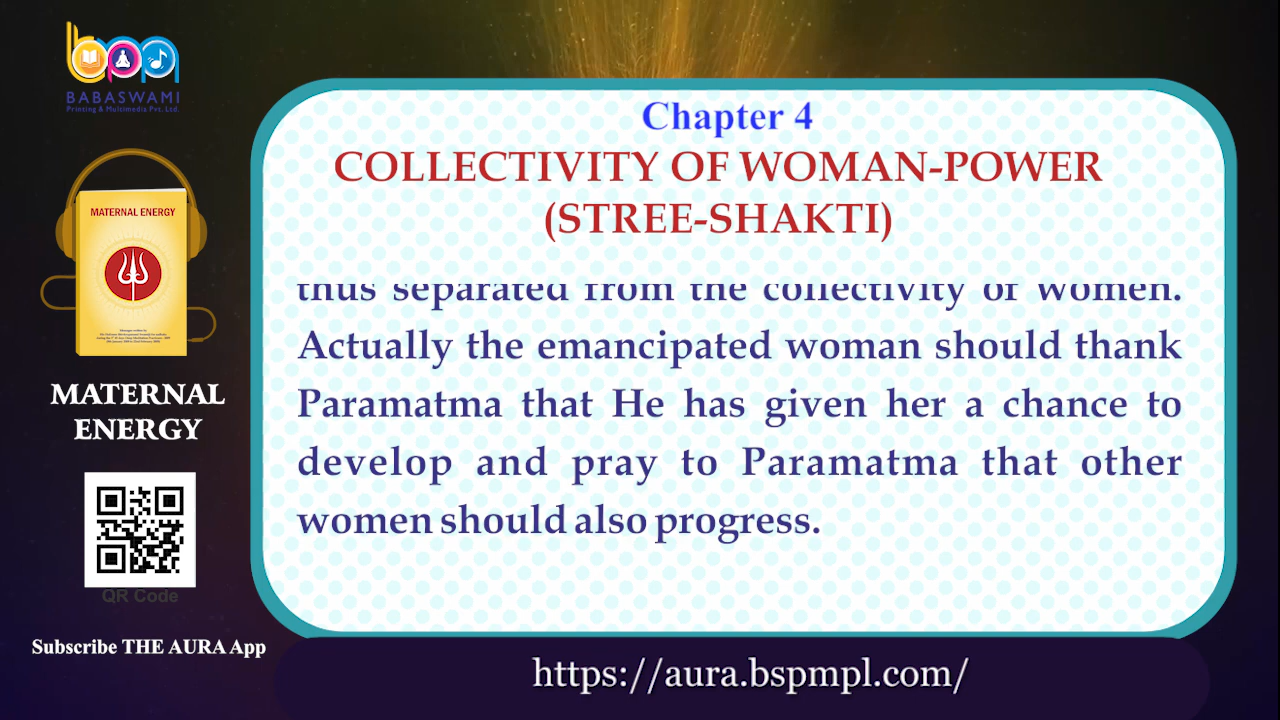 BABASWAMI
Printing & Multimedia Pvt. Ltd.
MATERNAL ENERGY
MATERNAL
ENERGY
QR Code
Subscribe THE AURA App
Chapter 4
COLLECTIVITY OF WOMAN-POWER
(STREE-SHAKTI)
thus separated from the collectivity of women.
Actually the emancipated woman should thank
Paramatma that He has given her a chance to
develop and pray to Paramatma that other
women should also progress.
https://aura.bspmpl.com/